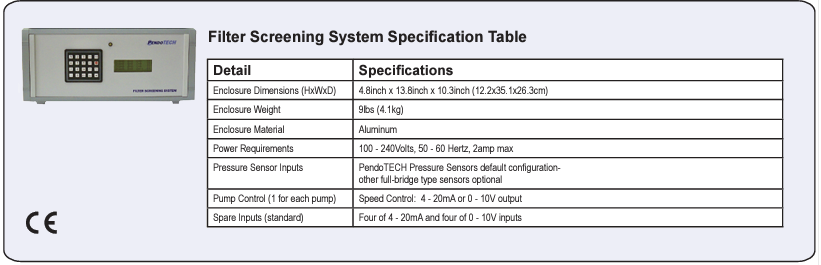 PENDOTECH
FILTER SCREENING SYSTEM
Filter Screening System Specification Table
Detail Specifications
Enclosure Dimensions (HxWxD) 4.8inch x 13.8inch x 10.3inch (12.2x35.1x26.3cm)
Enclosure Weight 9lbs (4.1kg)
Enclosure Material Aluminum
Power Requirements 100 - 240Volts, 50 - 60 Hertz, 2amp max
Pressure Sensor Inputs PendoTECH Pressure Sensors default configuration-
other full-bridge type sensors optional
Pump Control (1 for each pump) Speed Control: 4 - 20mA or 0 - 10V output
Spare Inputs (standard) Four of 4 - 20mA and four of 0 - 10V inputs
CE